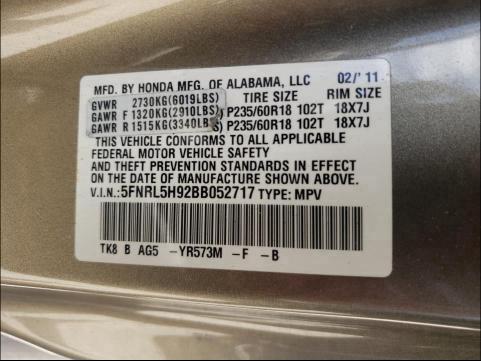 MFD. BY HONDA MFG. OF ALABAMA, LLC 02/'11
GVWR 2730KG(6019LBS) TIRE SIZE RIM SIZE
GAWR F 1320KG(2910LBS) P235/60R18 102T 18X7J
GAWR R 1515KG(3340LBS) P235/60R18 102T 18X7J
THIS VEHICLE CONFORMS TO ALL APPLICABLE
FEDERAL MOTOR VEHICLE SAFETY
AND THEFT PREVENTION STANDARDS IN EFFECT
ON THE DATE OF MANUFACTURE SHOWN ABOVE.
V.I.N.: 5FNRL5H92BB052717 TYPE: MPV
TK8 B AG5 -YR573M -F -B